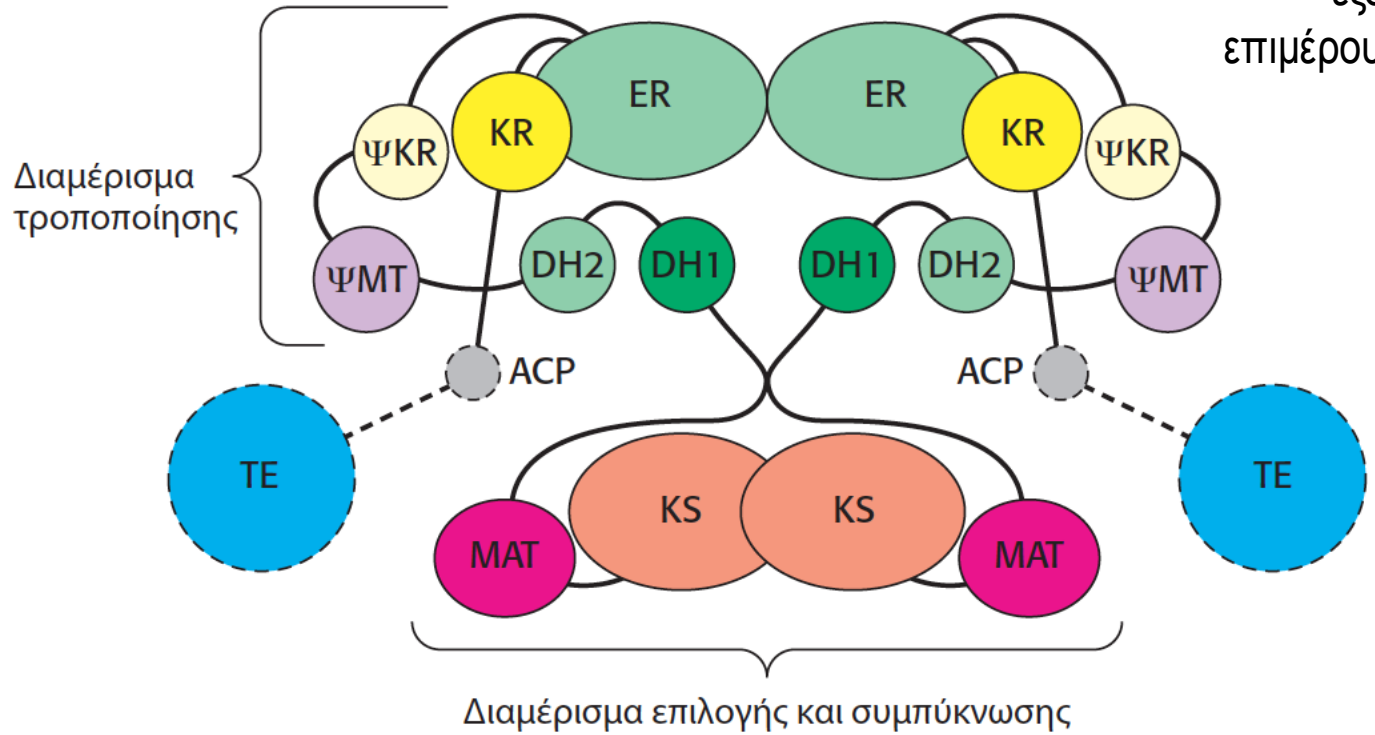 ER ER
KR KR
ΨKR ΨKR
Διαμέρισμα
τροποποίησης
DH2 DH1 DH1 DH2
ΨMT ΨMT
ACP ACP
TE TE
KS KS
MAT MAT
Διαμέρισμα επιλογής και συμπύκνωσης